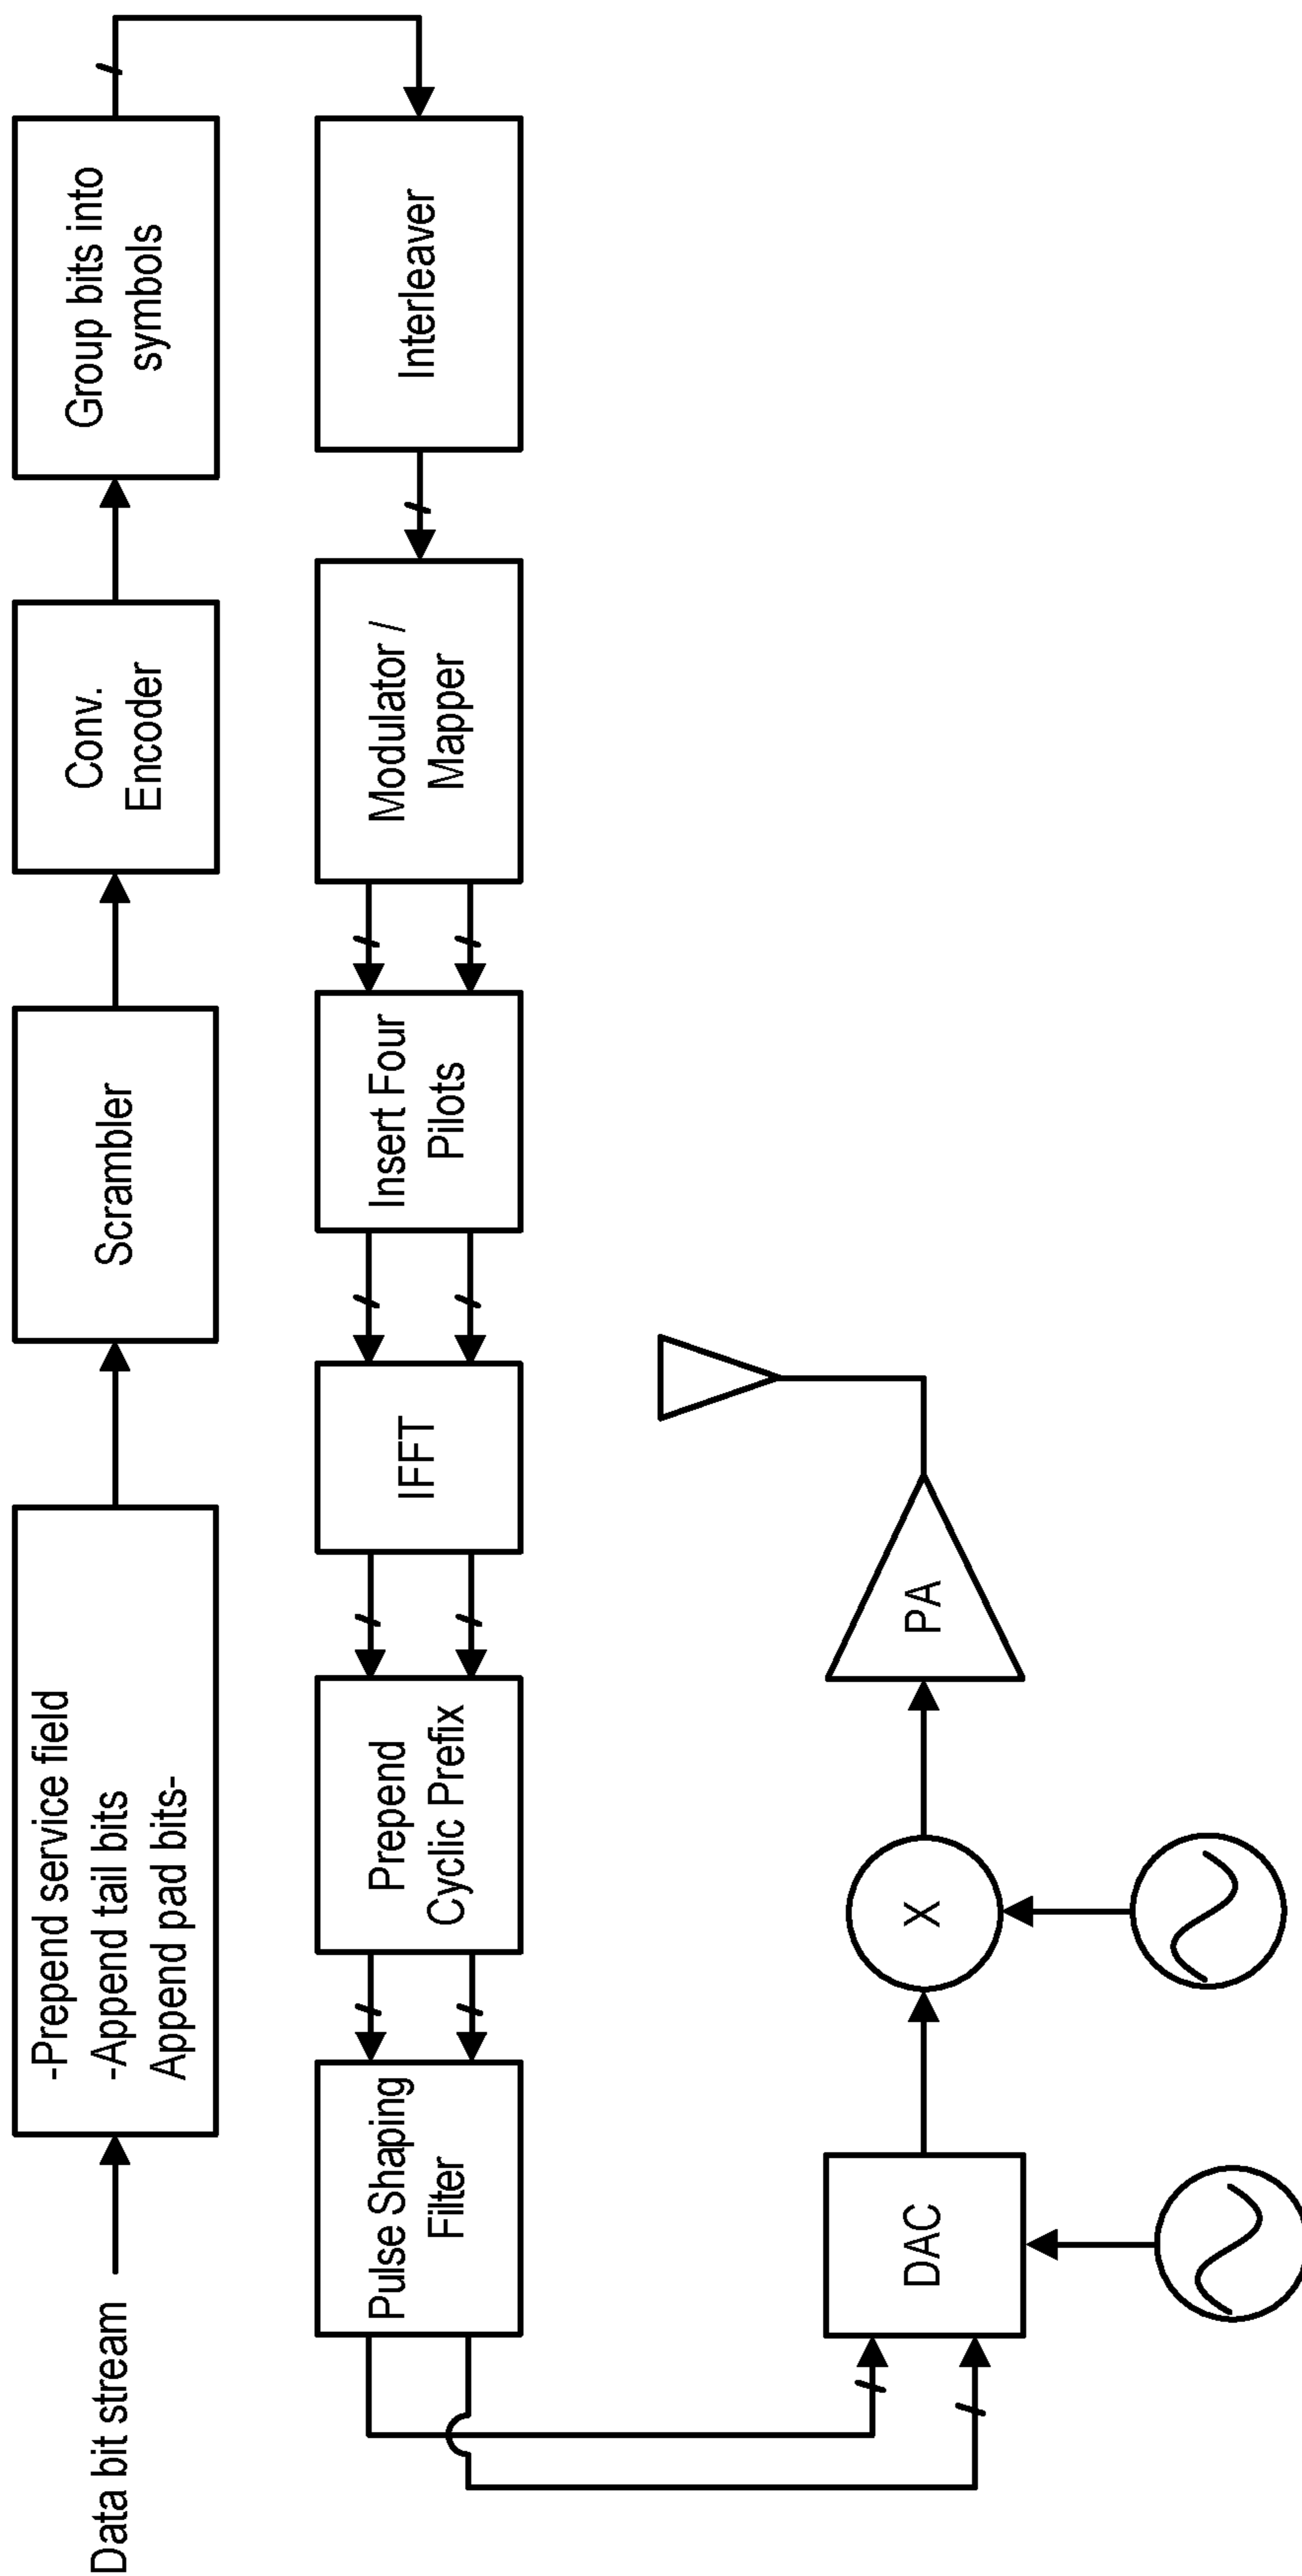 Data bit stream
-Prepend service field
-Append tail bits
Append pad bits-
Scrambler
Conv.
Encoder
Group bits into
symbols
Interleaver
Modulator /
Mapper
Insert Four
Pilots
IFFT
Prepend
Cyclic Prefix
Pulse Shaping
Filter
DAC
X
PA